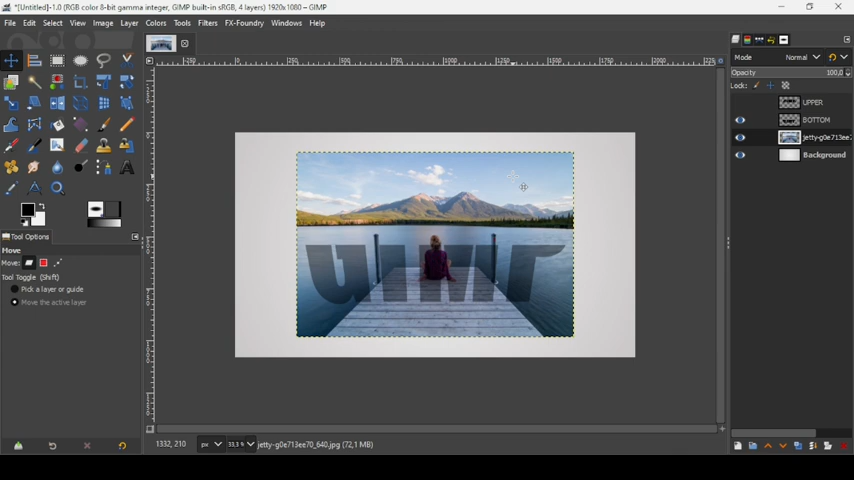 *[Untitled]-1.0 (RGB color 8-bit gamma integer, GIMP built-in sRGB, 4 layers) 1920x1080 – GIMP
File Edit Select View Image Layer Colors Tools Filters FX-Foundry Windows Help
Mode Normal
Opacity 100,0
Lock:
UPPER
BOTTOM
jetty-g0e713ee
Background
Tool Options
Move
Move:
Tool Toggle (Shift)
Pick a layer or guide
Move the active layer
1332, 210 px 33,3 % jetty-g0e713ee70_640.jpg (72,1 MB)